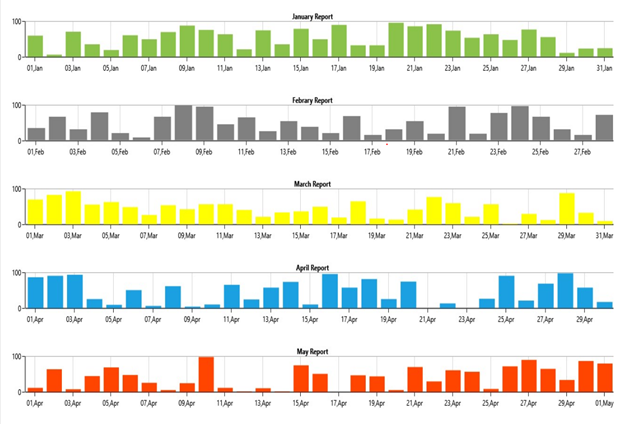 January Report
100
0
01,Jan 03,Jan 05,Jan 07,Jan 09,Jan 11,Jan 13,Jan 15,Jan 17,Jan 19,Jan 21,Jan 23,Jan 25,Jan 27,Jan 29,Jan 31,Jan
Febrary Report
100
0
01,Feb 03,Feb 05,Feb 07,Feb 09,Feb 11,Feb 13,Feb 15,Feb 17,Feb 19,Feb 21,Feb 23,Feb 25,Feb 27,Feb
March Report
100
0
01,Mar 03,Mar 05,Mar 07,Mar 09,Mar 11,Mar 13,Mar 15,Mar 17,Mar 19,Mar 21,Mar 23,Mar 25,Mar 27,Mar 29,Mar 31,Mar
April Report
100
0
01,Apr 03,Apr 05,Apr 07,Apr 09,Apr 11,Apr 13,Apr 15,Apr 17,Apr 19,Apr 21,Apr 23,Apr 25,Apr 27,Apr 29,Apr
May Report
100
0
01,Apr 03,Apr 05,Apr 07,Apr 09,Apr 11,Apr 13,Apr 15,Apr 17,Apr 19,Apr 21,Apr 23,Apr 25,Apr 27,Apr 29,Apr 01,May